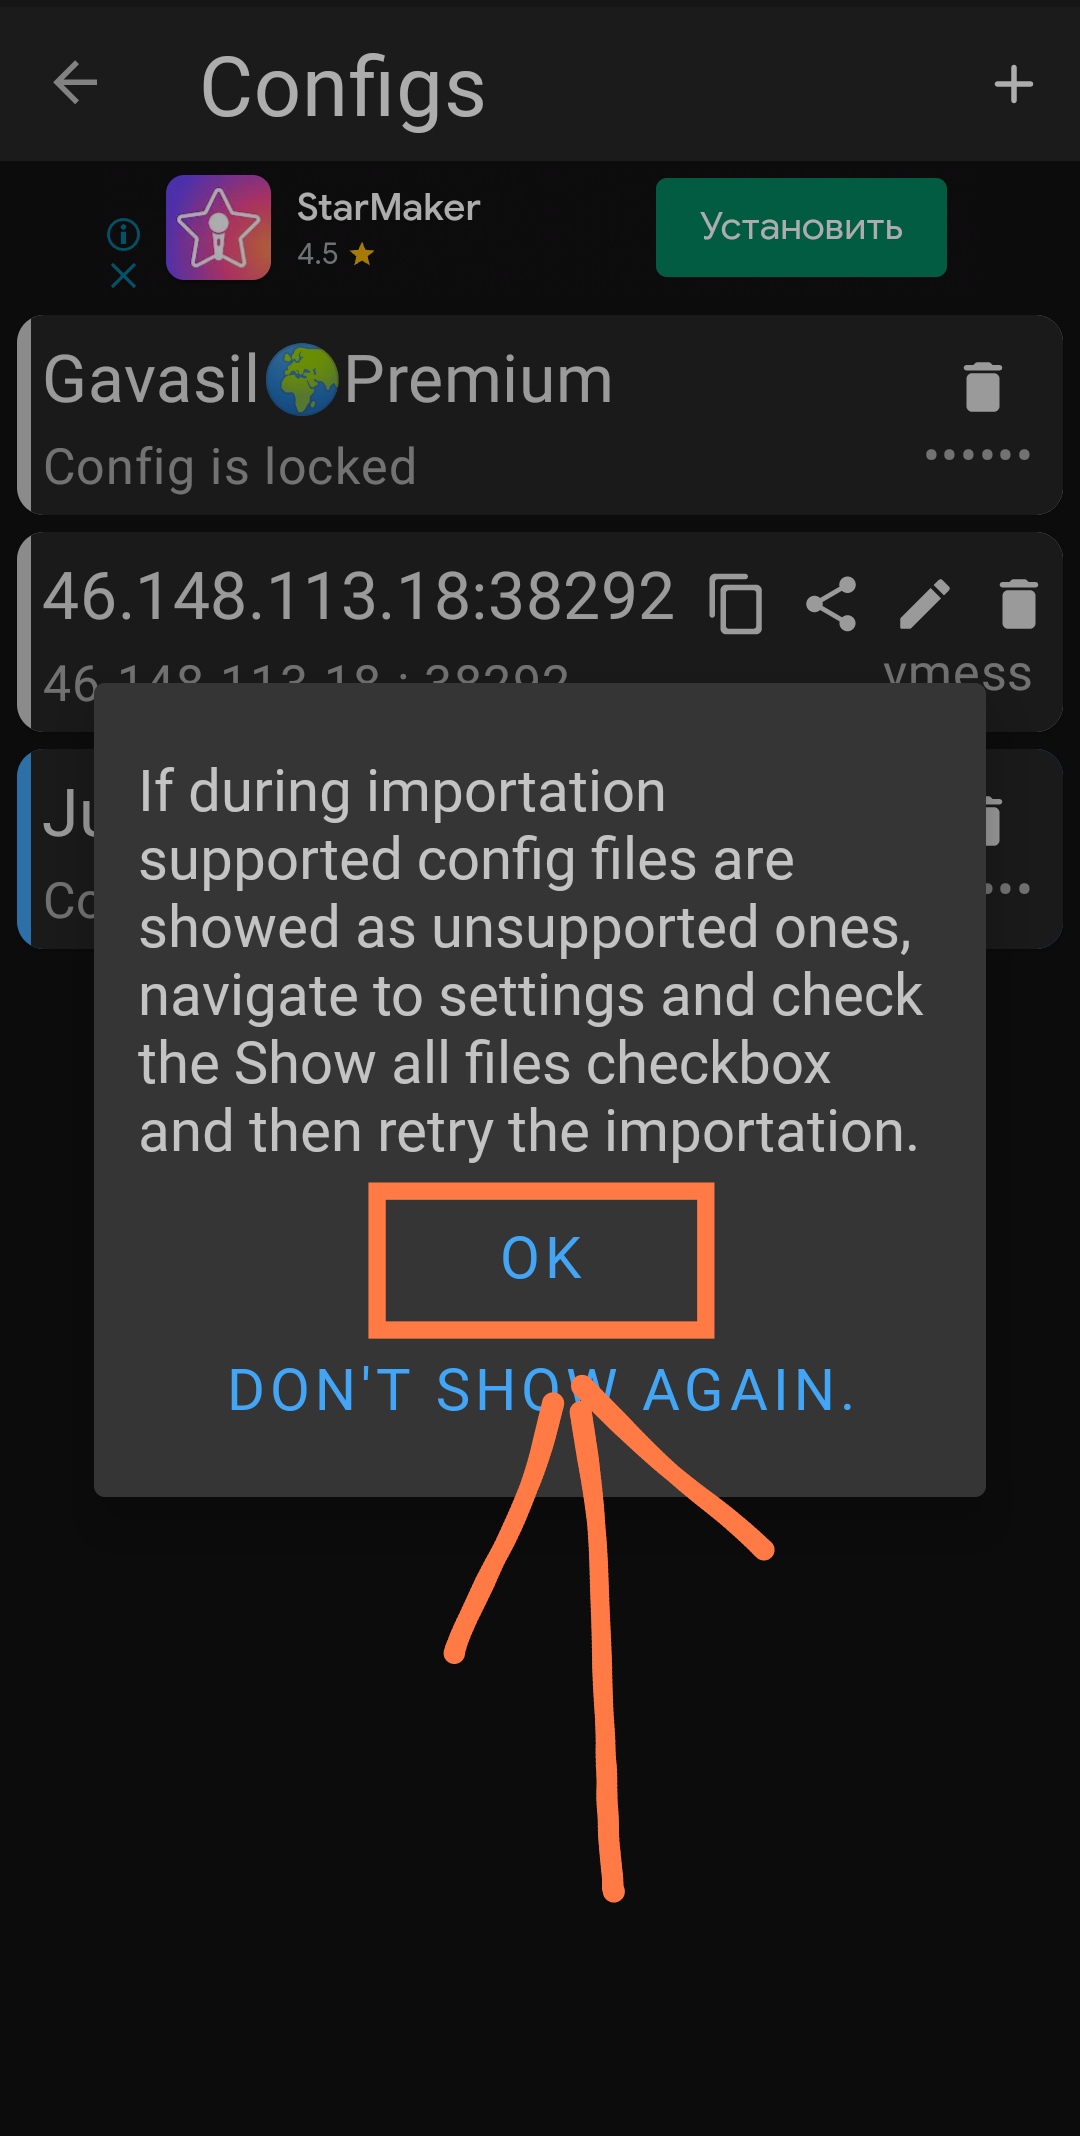 Configs
StarMaker
4.5
Установить
Gavasil🌍Premium
Config is locked
46.148.113.18:38292
46.148.113.18 : 38292
vmess
If during importation
supported config files are
showed as unsupported ones,
navigate to settings and check
the Show all files checkbox
and then retry the importation.
OK
DON'T SHOW AGAIN.